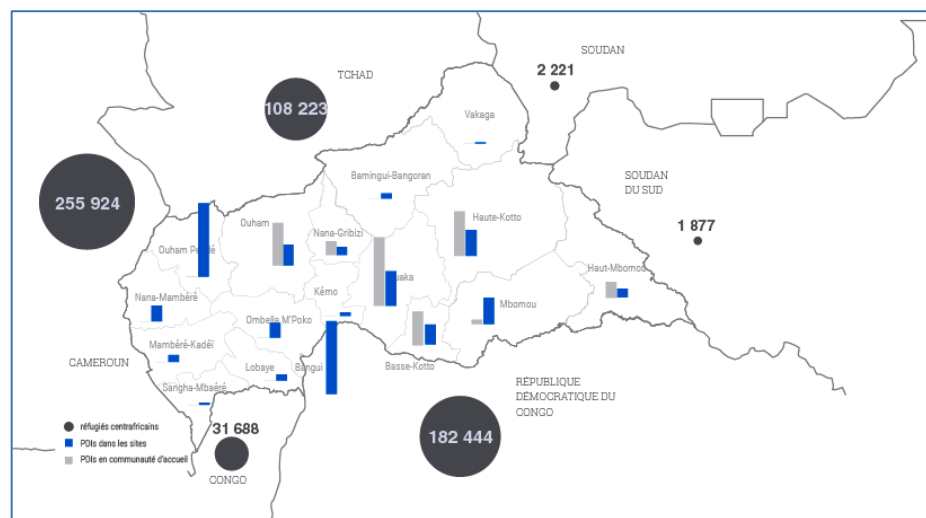 SOUDAN
2 221
TCHAD
108 223
Vakaga
Bamingui-Bangoran
SOUDAN
DU SUD
255 924
1 877
Ouham
Haute-Kotto
Nana-Gribizi
Ouham
Haut-Mbomou
Kémo
Nana-Mambéré
Mbomou
Ombella M'Poko
Mambéré-Kadéï
CAMEROUN
Lobaye
Bangui
Basse-Kotto
Sangha-Mbaéré
RÉPUBLIQUE
DÉMOCRATIQUE DU
CONGO
réfugiés centrafricains
31 688
182 444
PDIs dans les sites
PDIs en communauté d'accueil
CONGO